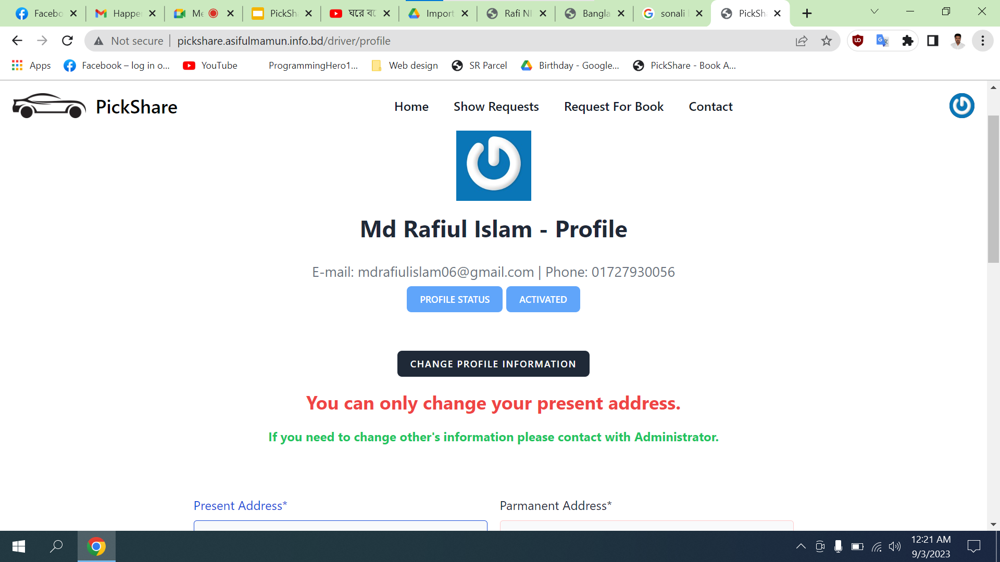 Facebo
Happe
Me
PickSh
ঘরে
Import
Rafi NI
Bangla
sonali
PickSh
Not secure
pickshare.asifulmamun.info.bd/driver/profile
Apps
Facebook – log in o...
YouTube
ProgrammingHero1...
Web design
SR Parcel
Birthday - Google...
PickShare - Book A...
PickShare
Home
Show Requests
Request For Book
Contact
Md Rafiul Islam - Profile
E-mail: mdrafiulislam06@gmail.com | Phone: 01727930056
PROFILE STATUS
ACTIVATED
CHANGE PROFILE INFORMATION
You can only change your present address.
If you need to change other's information please contact with Administrator.
Present Address*
Parmanent Address*
12:21 AM
9/3/2023